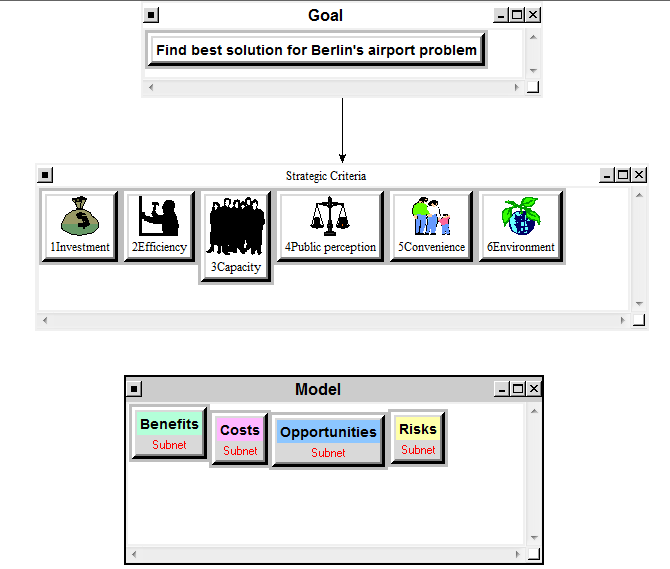 Goal
Find best solution for Berlin's airport problem
Strategic Criteria
1Investment
2Efficiency
3Capacity
4Public perception
5Convenience
6Environment
Model
Benefits
Subnet
Costs
Subnet
Opportunities
Subnet
Risks
Subnet